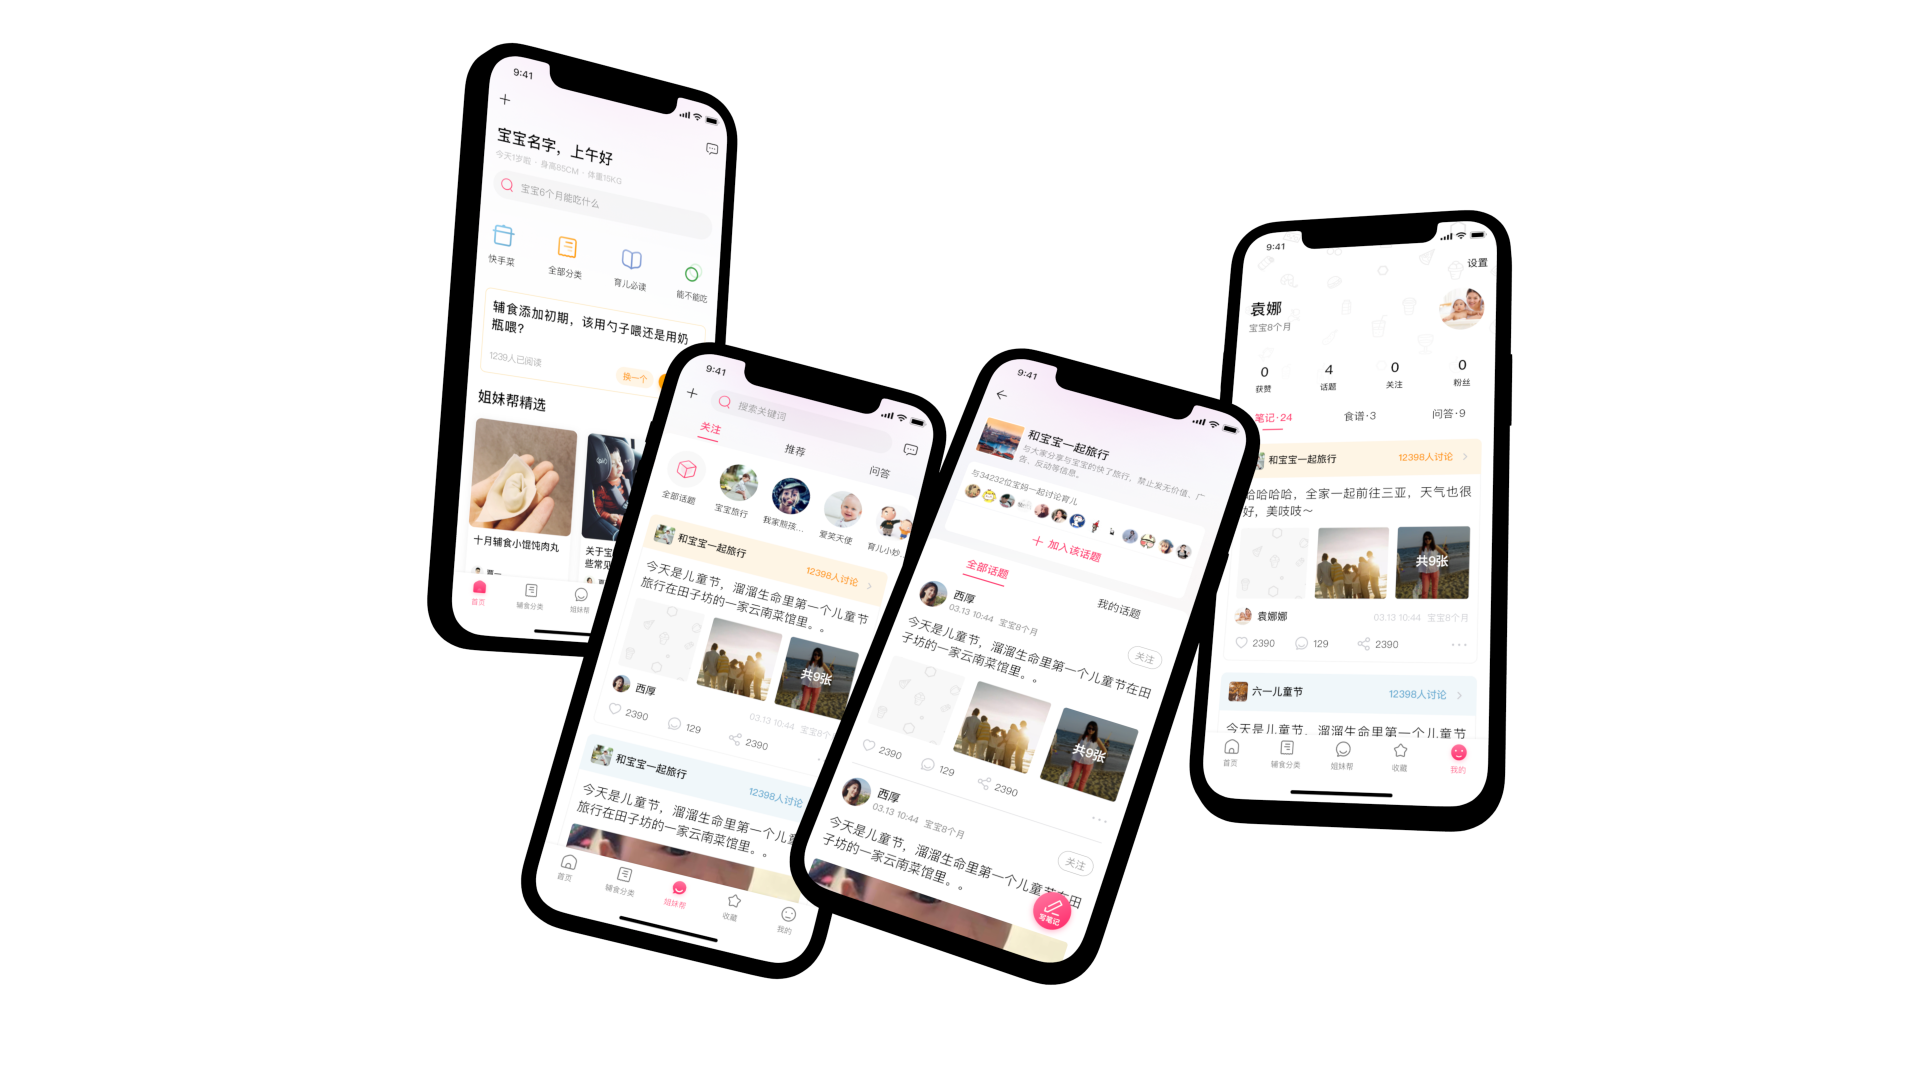 9:41
宝宝名字，上午好
今天1岁啦 · 身高85CM · 体重15KG
宝宝6个月能吃什么
快手菜
全部分类
育儿必读
能不能吃
辅食添加初期，该用勺子喂还是用奶
瓶喂？
1239人已阅读
换一个
姐妹帮精选
十月辅食小馄饨肉丸
关于宝
些常见
首页
辅食分类
姐妹帮
9:41
搜索关键词
关注
推荐
问答
全部话题
宝宝旅行
我家熊孩...
爱笑天使
育儿小妙
和宝宝一起旅行
12398人讨论
今天是儿童节，溜溜生命里第一个儿童节
旅行在田子坊的一家云南菜馆里。。
共9张
西厚
03.13 10:44 宝宝8个
2390
129
2390
和宝宝一起旅行
12398人讨论
今天是儿童节，溜溜生命里第一个儿
旅行在田子坊的一家云南菜馆里。。
首页
辅食分类
姐妹帮
收藏
我的
9:41
和宝宝一起旅行
与大家分享与宝宝的快了旅行，禁止发无价值、广
告、反动等信息。
与34232位宝妈一起讨论育儿
加入该话题
全部话题
我的话题
西厚
03.13 10:44 宝宝8个月
关注
今天是儿童节，溜溜生命里第一个儿童节在田
子坊的一家云南菜馆里。。
共9张
2390
129
2390
西厚
03.13 10:44 宝宝8个月
关注
今天是儿童节，溜溜生命里第一个儿童节在田
子坊的一家云南菜馆里。。
写笔记
9:41
设置
袁娜
宝宝8个月
0
获赞
4
话题
0
关注
0
粉丝
笔记·24
食谱·3
问答·9
和宝宝一起旅行
12398人讨论
哈哈哈哈，全家一起前往三亚，天气也很
好，美吱吱～
共9张
袁娜娜
03.13 10:44 宝宝8个月
2390
129
2390
六一儿童节
12398人讨论
今天是儿童节，溜溜生命里第一个儿童节
首页
辅食分类
姐妹帮
收藏
我的